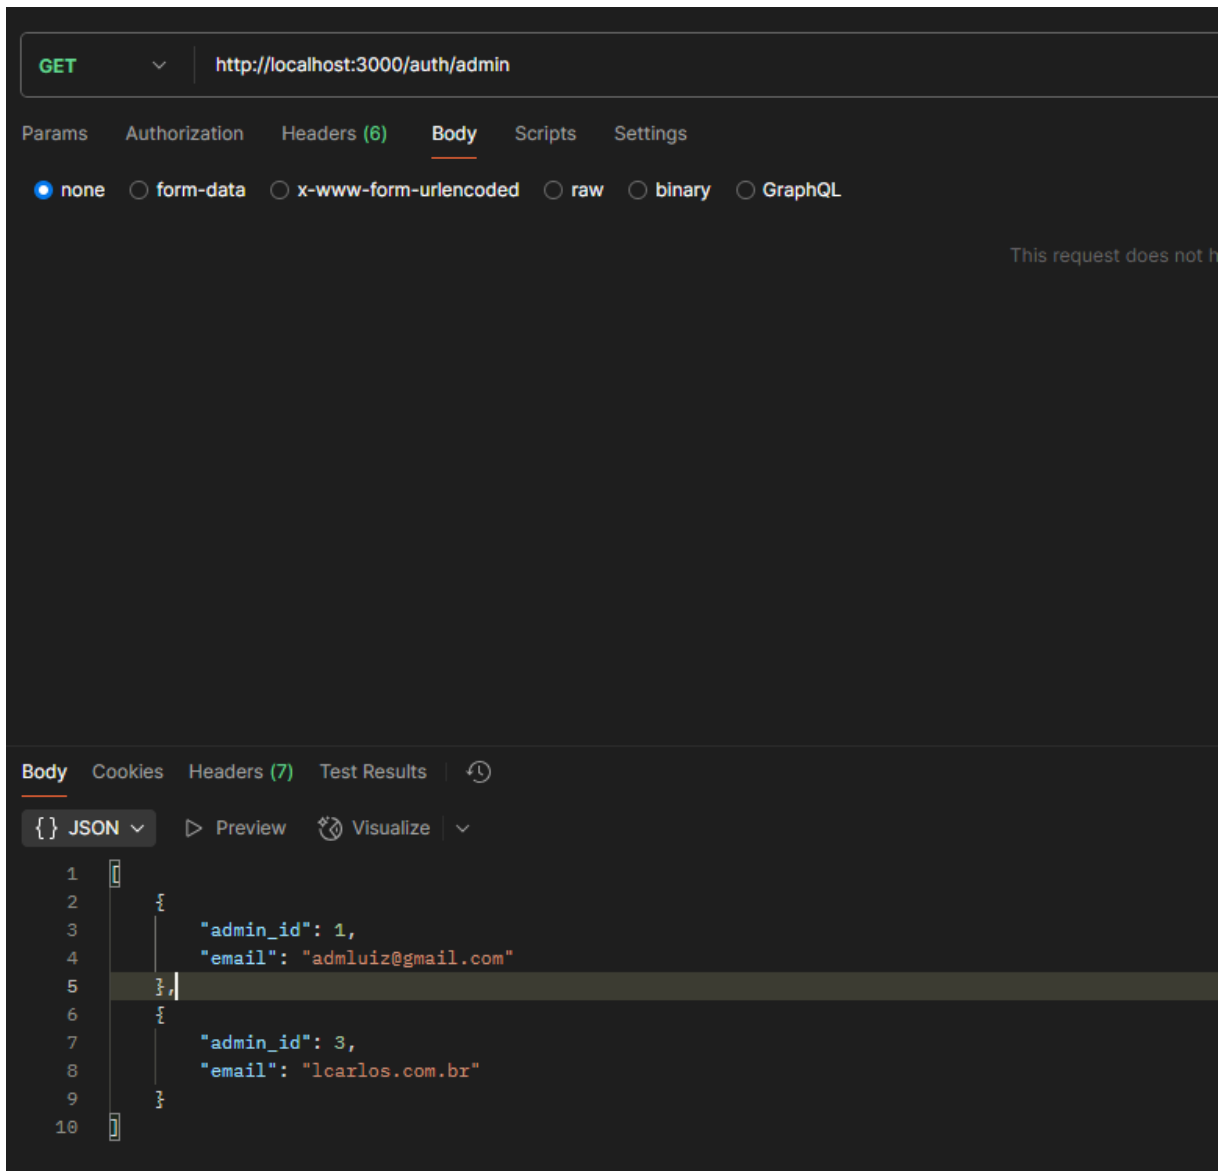 GET http://localhost:3000/auth/admin
Params Authorization Headers (6) Body Scripts Settings
none form-data x-www-form-urlencoded raw binary GraphQL
This request does not h
Body Cookies Headers (7) Test Results
{} JSON Preview Visualize
1 [
2 {
3 "admin_id": 1,
4 "email": "admluiz@gmail.com"
5 },
6 {
7 "admin_id": 3,
8 "email": "lcarlos.com.br"
9 }
10 ]